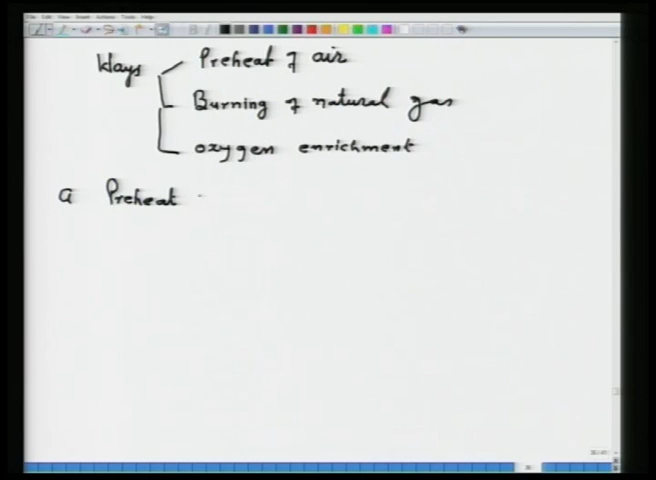 Ways Preheat of air
Burning of natural gas
oxygen enrichment
a Preheat